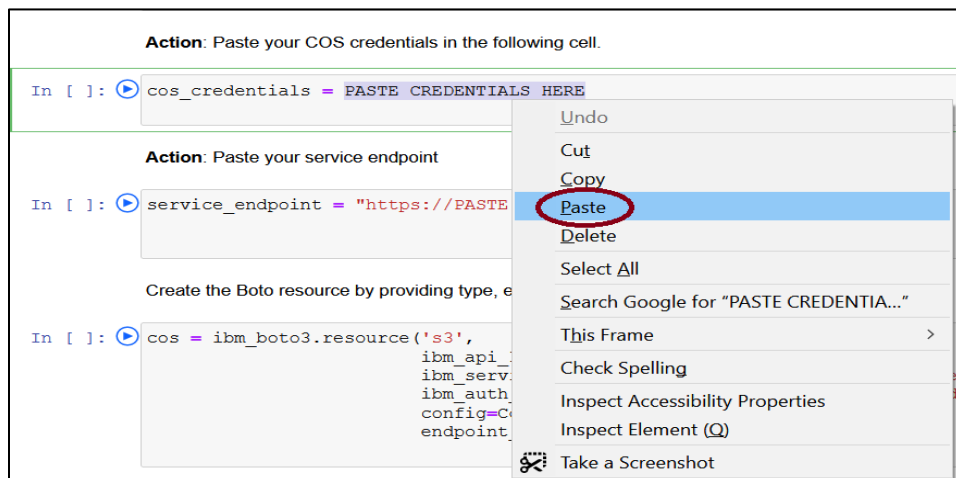 Action: Paste your COS credentials in the following cell.
In [ ]: cos_credentials = PASTE CREDENTIALS HERE
Action: Paste your service endpoint
In [ ]: service_endpoint = "https://PASTE
Create the Boto resource by providing type, e
In [ ]: cos = ibm_boto3.resource('s3',
ibm_api_
ibm_servi
ibm_auth_
config=Co
endpoint_
Undo
Cut
Copy
Paste
Delete
Select All
Search Google for “PASTE CREDENTIA...”
This Frame >
Check Spelling
Inspect Accessibility Properties
Inspect Element (Q)
Take a Screenshot